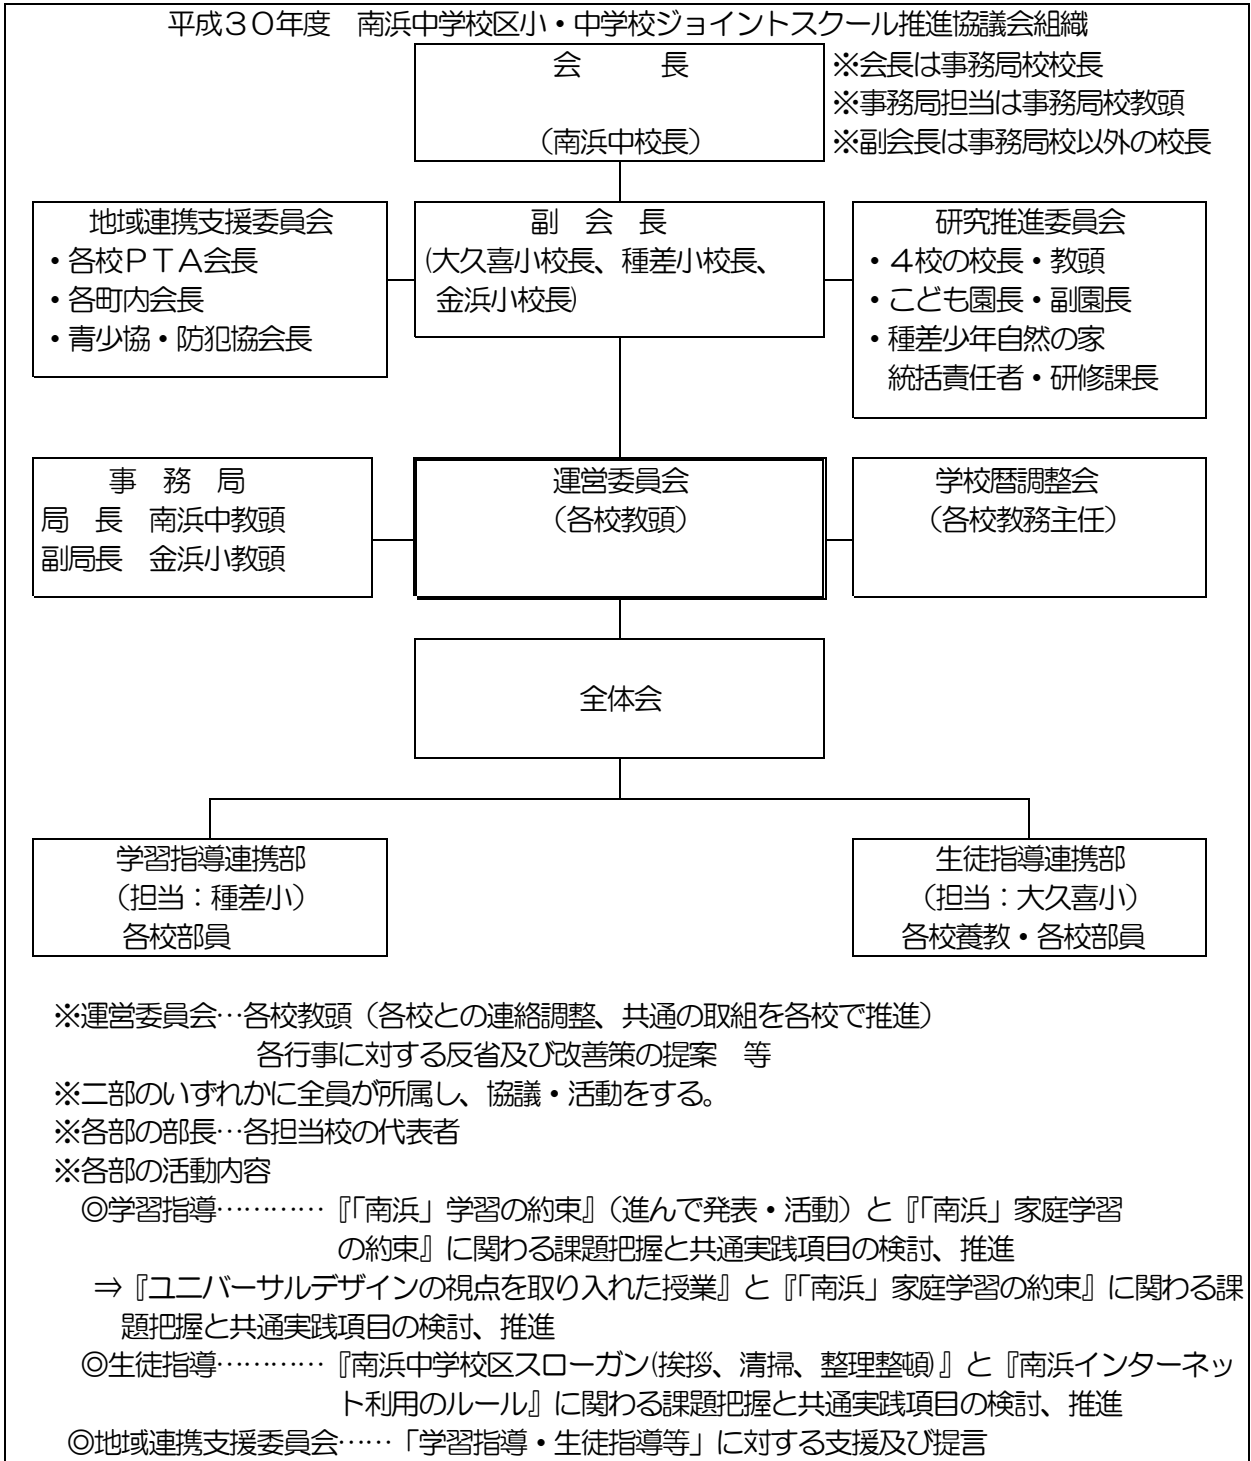 平成３０年度　南浜中学校区小・中学校ジョイントスクール推進協議会組織
会　　　長
（南浜中校長）
※会長は事務局校校長
※事務局担当は事務局校教頭
※副会長は事務局校以外の校長
地域連携支援委員会
・各校ＰＴＡ会長
・各町内会長
・青少協・防犯協会長
副　会　長
(大久喜小校長、種差小校長、
金浜小校長)
研究推進委員会
・４校の校長・教頭
・こども園長・副園長
・種差少年自然の家
統括責任者・研修課長
事　務　局
局　長　南浜中教頭
副局長　金浜小教頭
運営委員会
（各校教頭）
学校暦調整会
（各校教務主任）
全体会
学習指導連携部
（担当：種差小）
各校部員
生徒指導連携部
（担当：大久喜小）
各校養教・各校部員
※運営委員会…各校教頭（各校との連絡調整、共通の取組を各校で推進）
各行事に対する反省及び改善策の提案　等
※二部のいずれかに全員が所属し、協議・活動をする。
※各部の部長…各担当校の代表者
※各部の活動内容
◎学習指導…………『「南浜」学習の約束』（進んで発表・活動）と『「南浜」家庭学習
の約束』に関わる課題把握と共通実践項目の検討、推進
⇒『ユニバーサルデザインの視点を取り入れた授業』と『「南浜」家庭学習の約束』に関わる課
題把握と共通実践項目の検討、推進
◎生徒指導…………『南浜中学校区スローガン(挨拶、清掃、整理整頓)』と『南浜インターネッ
ト利用のルール』に関わる課題把握と共通実践項目の検討、推進
◎地域連携支援委員会……「学習指導・生徒指導等」に対する支援及び提言